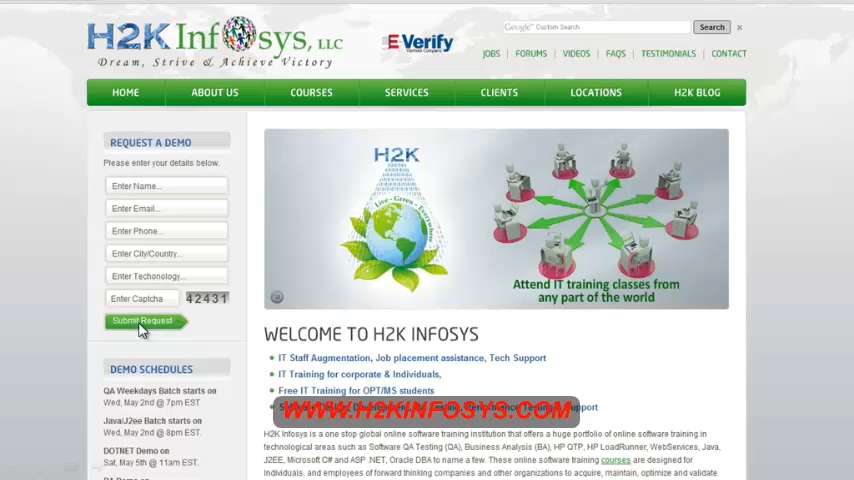 H2K Infosys, LLC
Dream, Strive & Achieve Victory
E Verify
Google™ Custom Search
Search
×
JOBS | FORUMS | VIDEOS | FAQS | TESTIMONIALS | CONTACT
HOME ABOUT US COURSES SERVICES CLIENTS LOCATIONS H2K BLOG
REQUEST A DEMO
Please enter your details below.
Enter Name...
Enter Email...
Enter Phone...
Enter City/Country...
Enter Techonology...
Enter Captcha
42431
Submit Request
DEMO SCHEDULES
QA Weekdays Batch starts on
Wed, May 2nd @ 7pm EST
Java/J2ee Batch starts on
Wed, May 2nd @ 8pm EST.
DOTNET Demo on
Sat, May 5th @ 11am EST.
H2K
Live - Green - Everywhere
Attend IT training classes from
any part of the world
WELCOME TO H2K INFOSYS
IT Staff Augmentation, Job placement assistance, Tech Support
IT Training for corporate & Individuals,
Free IT Training for OPT/MS students
WWW.H2KINFOSYS.COM
H2K Infosys is a one stop global online software training institution that offers a huge portfolio of online software training in
technological areas such as Software QA Testing (QA), Business Analysis (BA), HP QTP, HP LoadRunner, WebServices, Java,
J2EE, Microsoft C# and ASP .NET, Oracle DBA to name a few. These online software training courses are designed for
Individuals, and employees of forward thinking companies and other organizations to acquire, maintain, optimize and validate